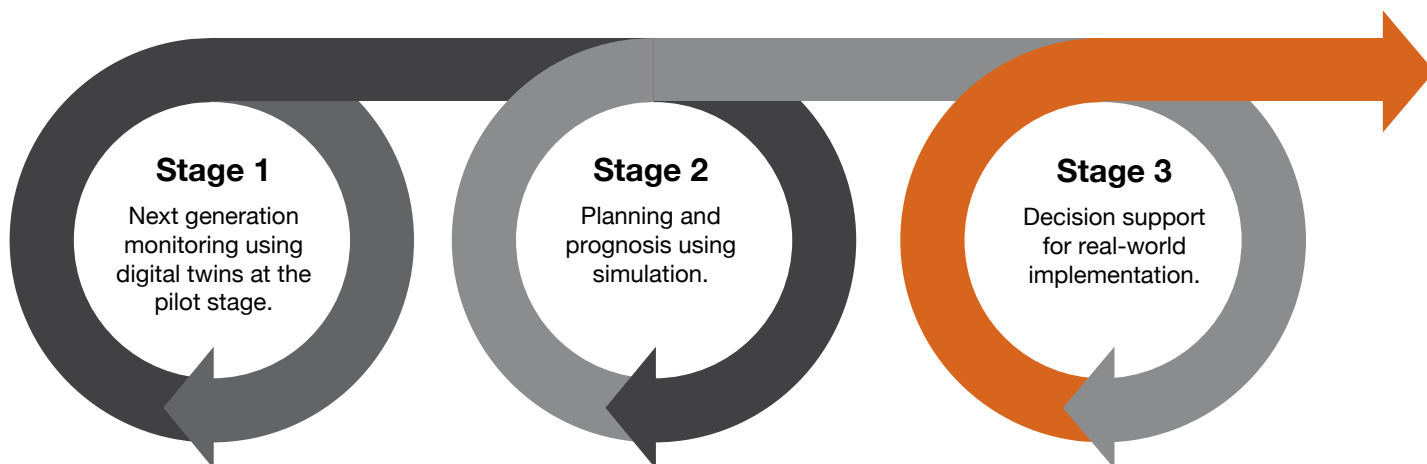 Stage 1
Next generation
monitoring using
digital twins at the
pilot stage.
Stage 2
Planning and
prognosis using
simulation.
Stage 3
Decision support
for real-world
implementation.